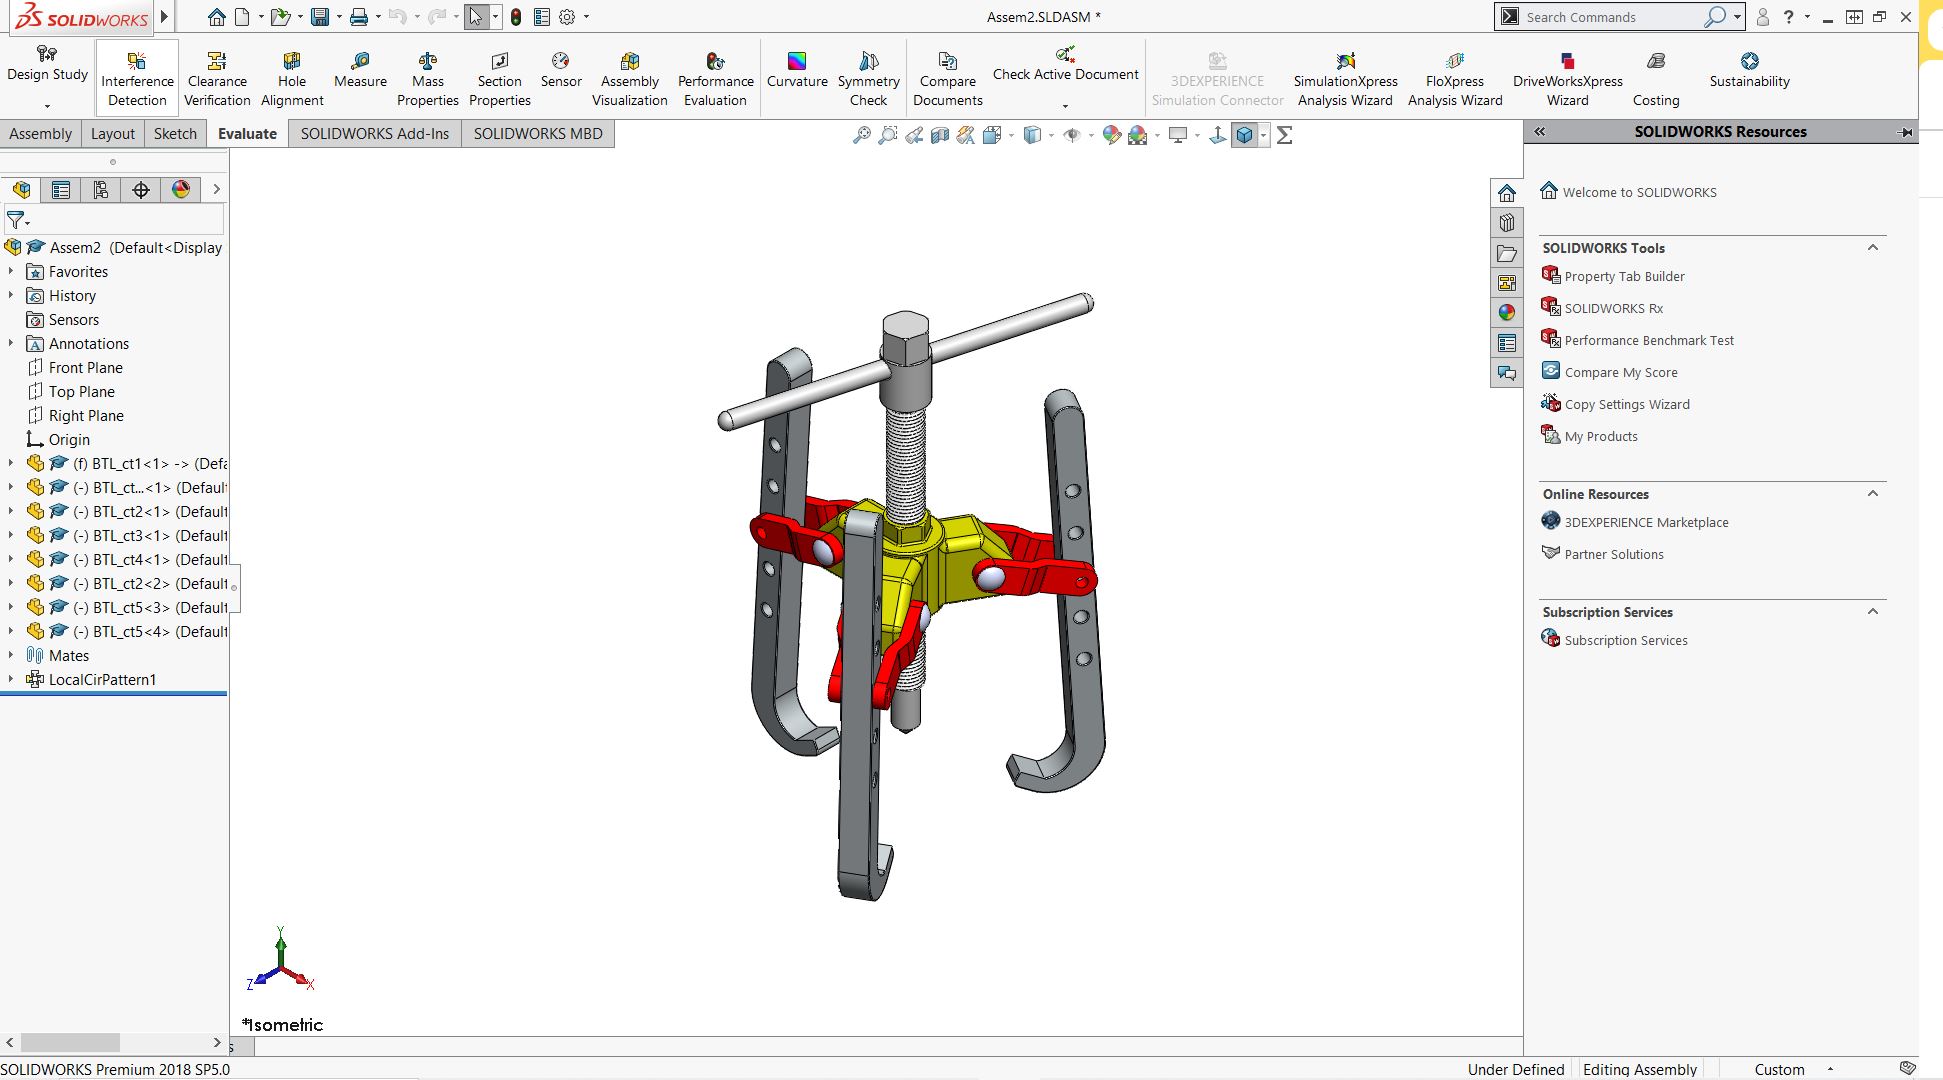 SOLIDWORKS
Assem2.SLDASM *
Search Commands
?
Design Study
Interference Detection
Clearance Verification
Hole Alignment
Measure
Mass Properties
Section Properties
Sensor
Assembly Visualization
Performance Evaluation
Curvature
Symmetry Check
Compare Documents
Check Active Document
3DEXPERIENCE Simulation Connector
SimulationXpress Analysis Wizard
FloXpress Analysis Wizard
DriveWorksXpress Wizard
Costing
Sustainability
Assembly
Layout
Sketch
Evaluate
SOLIDWORKS Add-Ins
SOLIDWORKS MBD
Assem2 (Default<Display
Favorites
History
Sensors
Annotations
Front Plane
Top Plane
Right Plane
Origin
(f) BTL_ct1<1> -> (Defa
(-) BTL_ct...<1> (Default
(-) BTL_ct2<1> (Default
(-) BTL_ct3<1> (Default
(-) BTL_ct4<1> (Default
(-) BTL_ct2<2> (Default
(-) BTL_ct5<3> (Default
(-) BTL_ct5<4> (Default
Mates
LocalCirPattern1
Y
Z
X
*Isometric
SOLIDWORKS Resources
Welcome to SOLIDWORKS
SOLIDWORKS Tools
Property Tab Builder
SOLIDWORKS Rx
Performance Benchmark Test
Compare My Score
Copy Settings Wizard
My Products
Online Resources
3DEXPERIENCE Marketplace
Partner Solutions
Subscription Services
Subscription Services
SOLIDWORKS Premium 2018 SP5.0
Under Defined
Editing Assembly
Custom